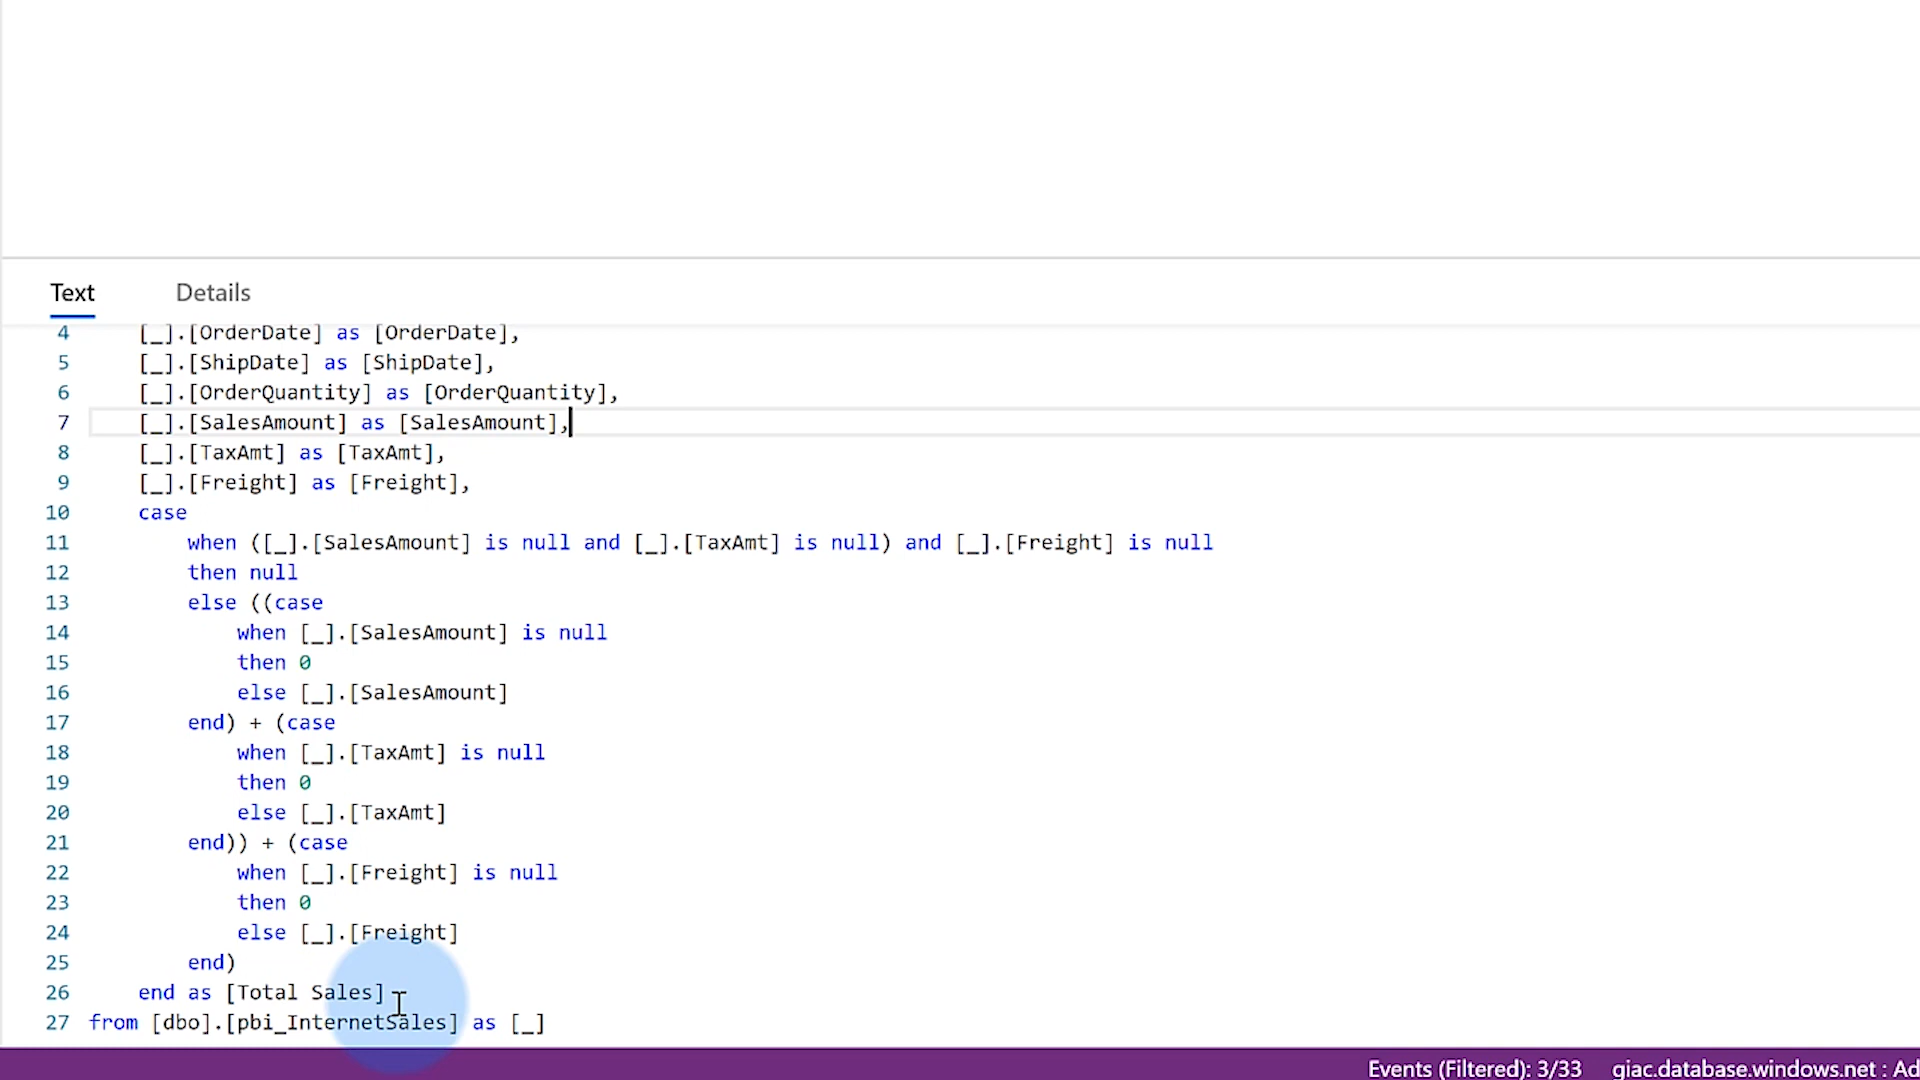 Text Details
4 [_].[OrderDate] as [OrderDate],
5 [_].[ShipDate] as [ShipDate],
6 [_].[OrderQuantity] as [OrderQuantity],
7 [_].[SalesAmount] as [SalesAmount],
8 [_].[TaxAmt] as [TaxAmt],
9 [_].[Freight] as [Freight],
10 case
11 when ([_].[SalesAmount] is null and [_].[TaxAmt] is null) and [_].[Freight] is null
12 then null
13 else ((case
14 when [_].[SalesAmount] is null
15 then 0
16 else [_].[SalesAmount]
17 end) + (case
18 when [_].[TaxAmt] is null
19 then 0
20 else [_].[TaxAmt]
21 end)) + (case
22 when [_].[Freight] is null
23 then 0
24 else [_].[Freight]
25 end)
26 end as [Total Sales]
27 from [dbo].[pbi_InternetSales] as [_]
Events (Filtered): 3/33 giac.database.windows.net : Ad